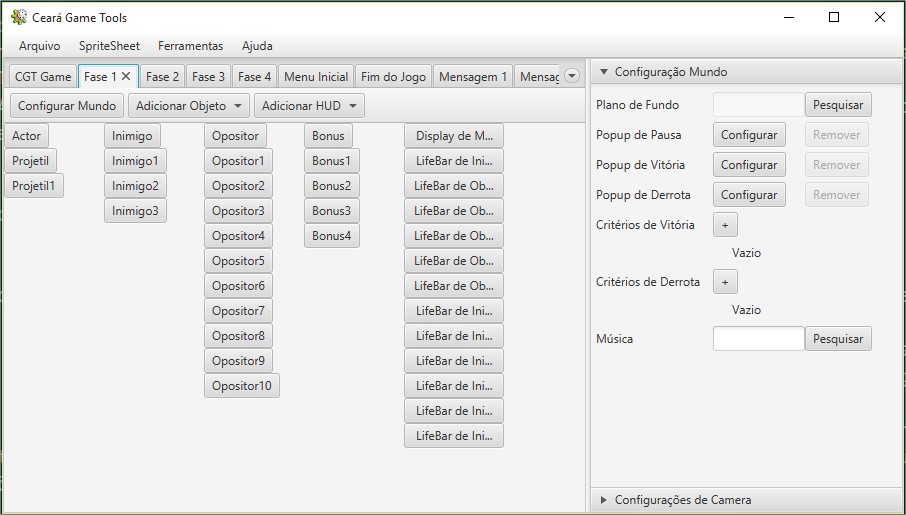 Ceará Game Tools
Arquivo SpriteSheet Ferramentas Ajuda
CGT Game Fase 1 Fase 2 Fase 3 Fase 4 Menu Inicial Fim do Jogo Mensagem 1 Mensag
Configurar Mundo Adicionar Objeto Adicionar HUD
Actor Inimigo Opositor Bonus Display de M...
Projetil Inimigo1 Opositor1 Bonus1 LifeBar de Ini...
Projetil1 Inimigo2 Opositor2 Bonus2 LifeBar de Ob...
Inimigo3 Opositor3 Bonus3 LifeBar de Ob...
Opositor4 Bonus4 LifeBar de Ob...
Opositor5 LifeBar de Ob...
Opositor6 LifeBar de Ob...
Opositor7 LifeBar de Ini...
Opositor8 LifeBar de Ini...
Opositor9 LifeBar de Ini...
Opositor10 LifeBar de Ini...
LifeBar de Ini...
LifeBar de Ini...
Configuração Mundo
Plano de Fundo Pesquisar
Popup de Pausa Configurar Remover
Popup de Vitória Configurar Remover
Popup de Derrota Configurar Remover
Critérios de Vitória +
Vazio
Critérios de Derrota +
Vazio
Música Pesquisar
Configurações de Camera